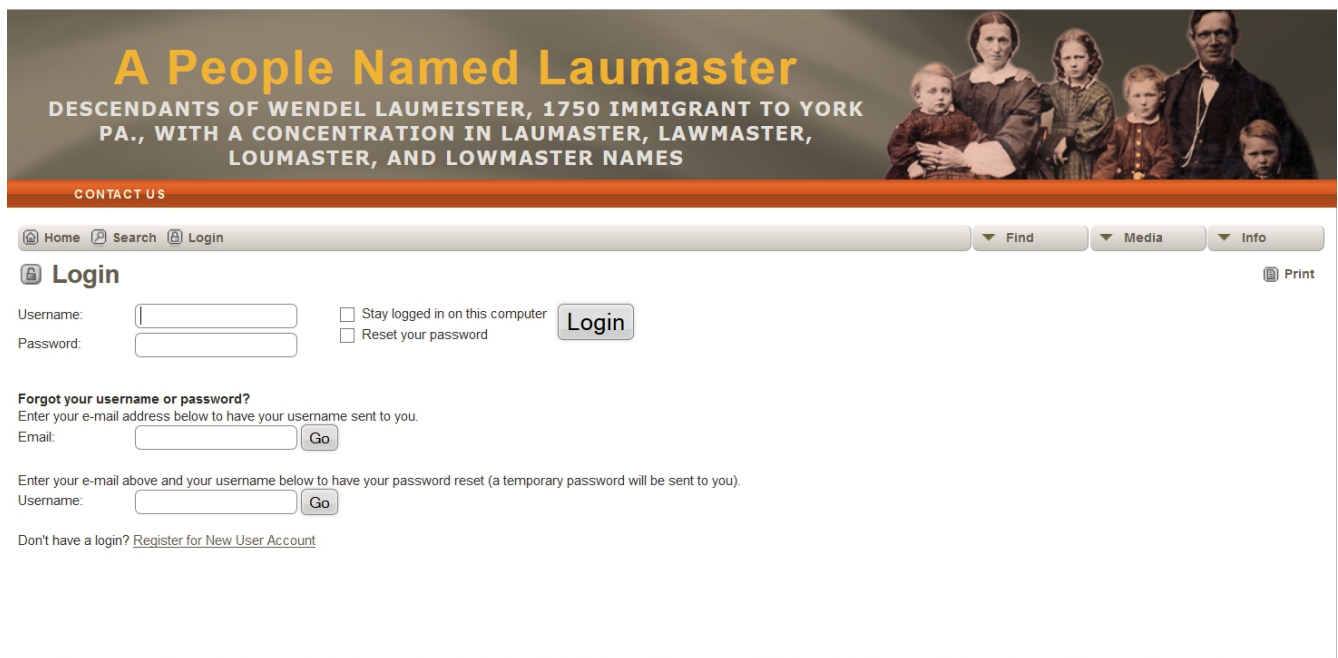 A People Named Laumaster
DESCENDANTS OF WENDEL LAUMEISTER, 1750 IMMIGRANT TO YORK
PA., WITH A CONCENTRATION IN LAUMASTER, LAWMASTER,
LOUMASTER, AND LOWMASTER NAMES
CONTACT US
Home Search Login Find Media Info
Login Print
Username: Stay logged in on this computer Login
Reset your password
Password:
Forgot your username or password?
Enter your e-mail address below to have your username sent to you.
Email: Go
Enter your e-mail above and your username below to have your password reset (a temporary password will be sent to you).
Username: Go
Don't have a login? Register for New User Account